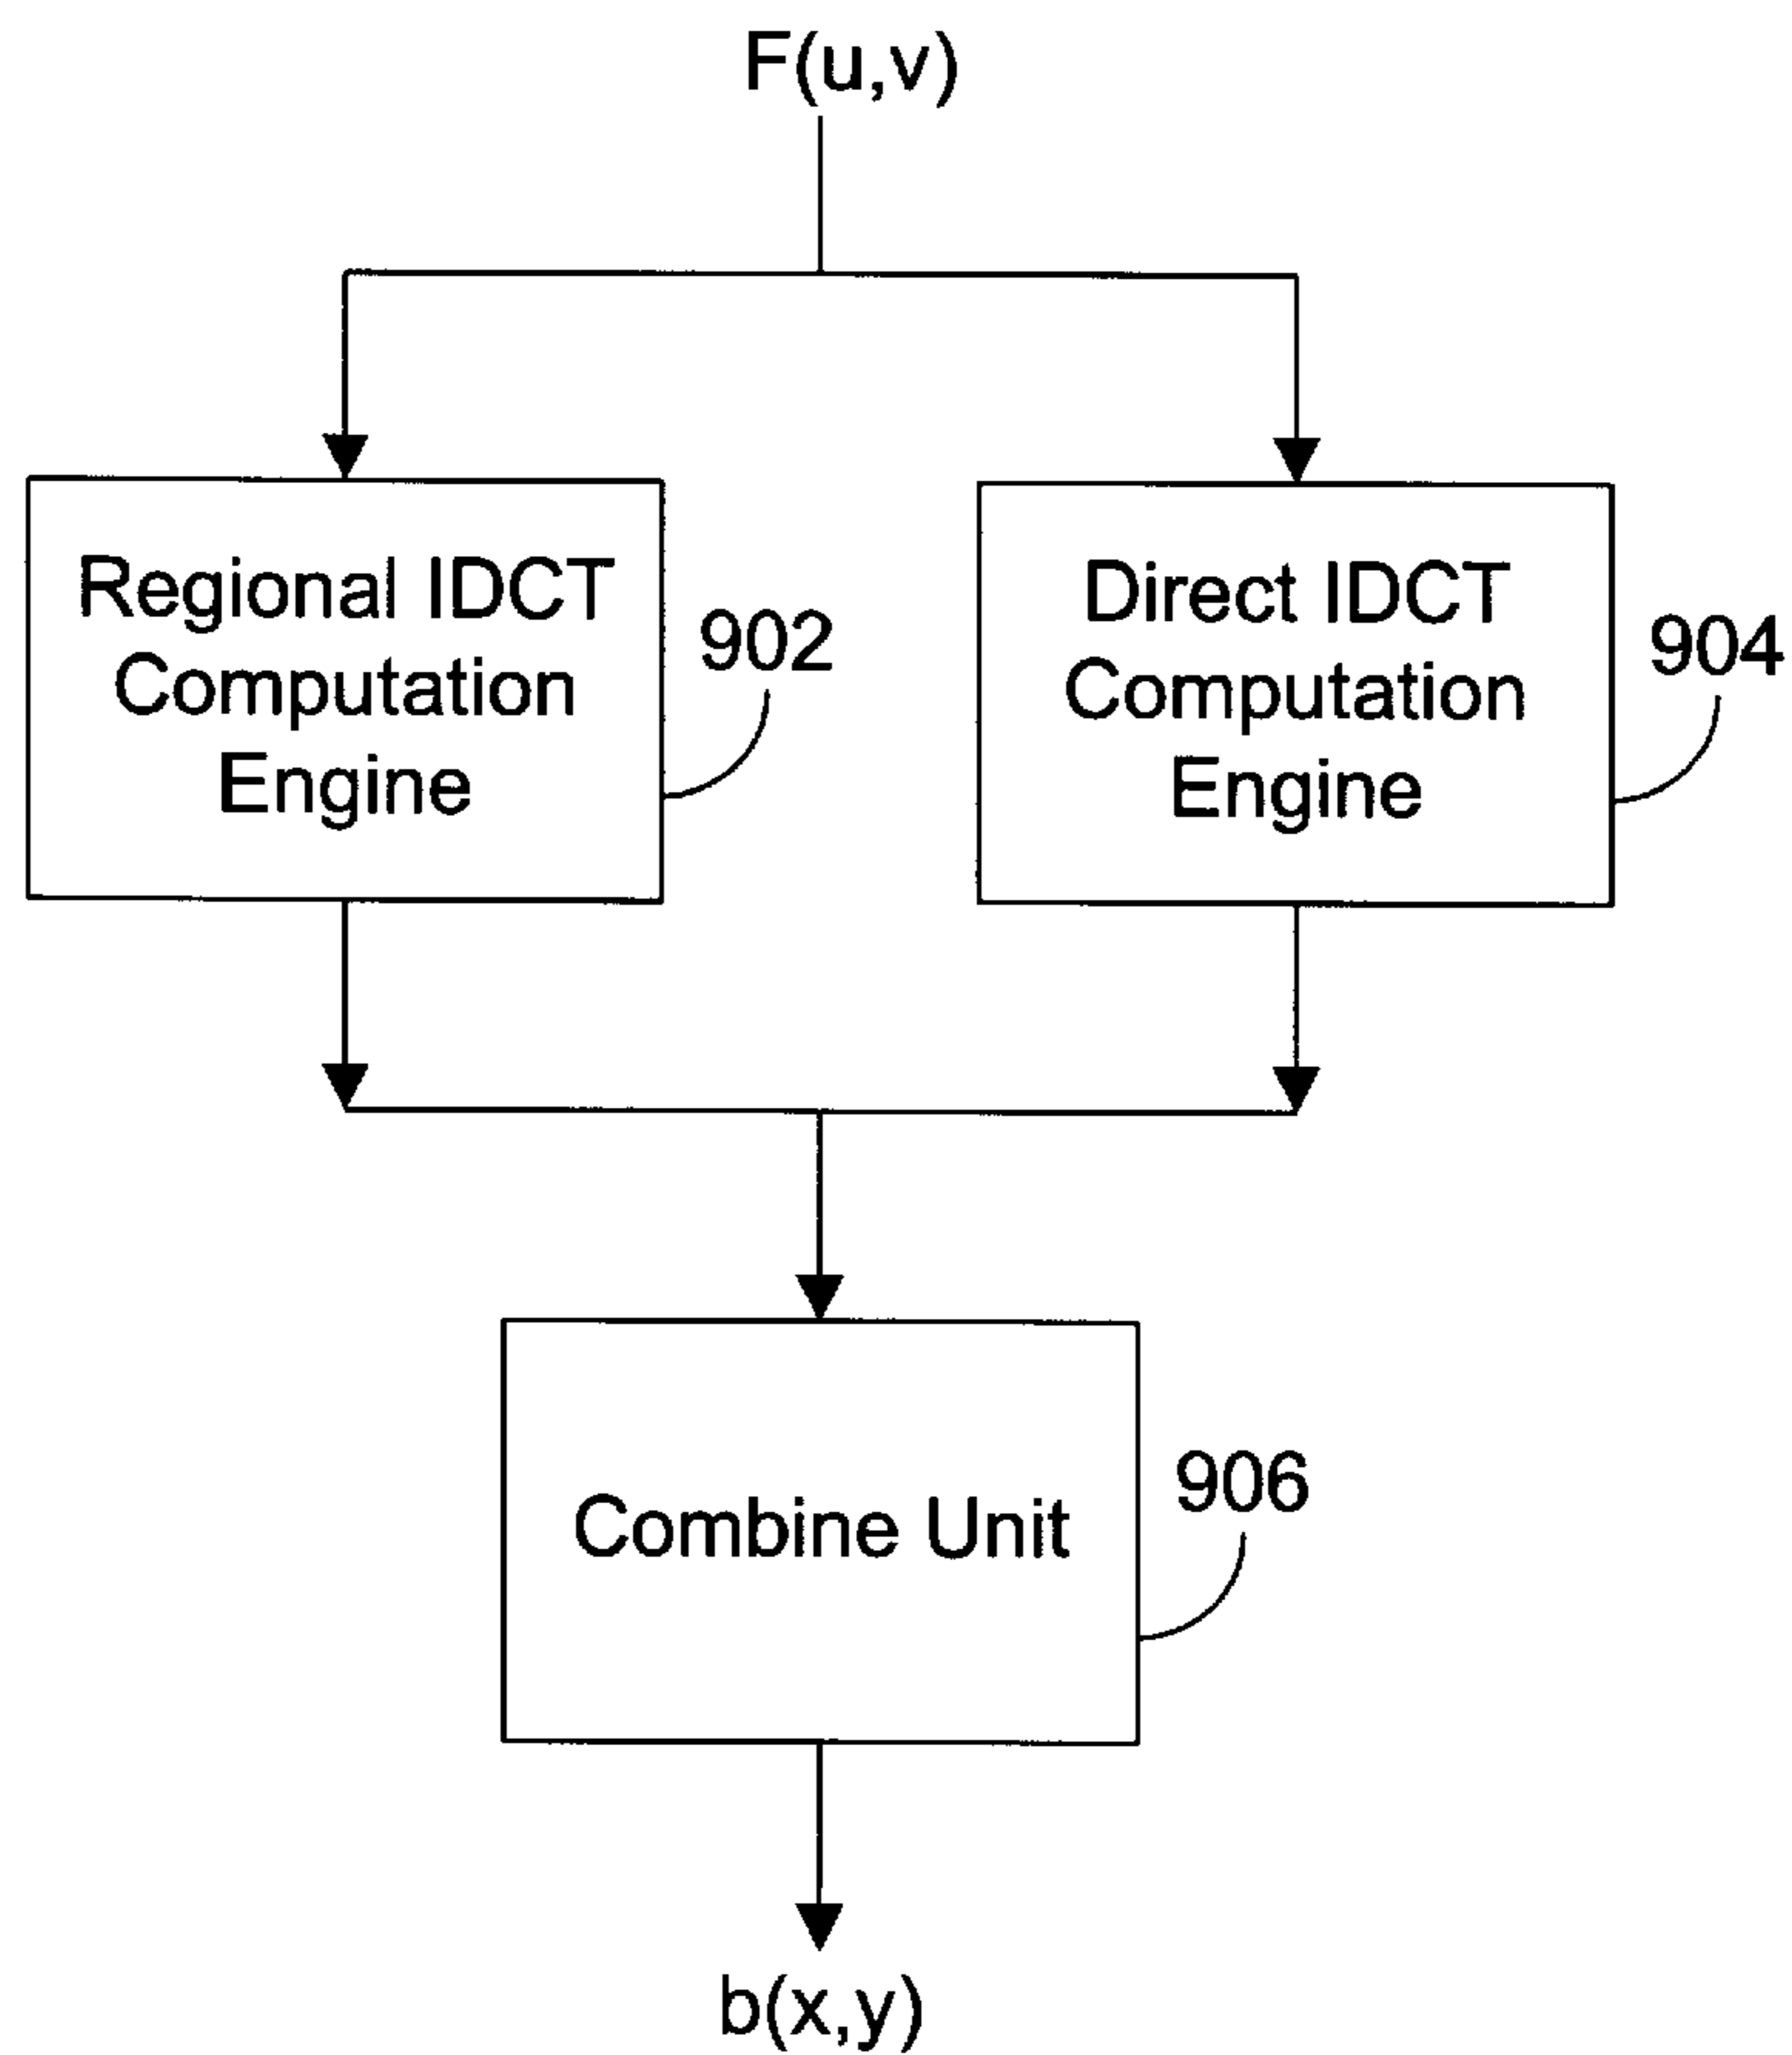 F(u,v)
Regional IDCT
Computation
Engine
902
Direct IDCT
Computation
Engine
904
Combine Unit
906
b(x,y)